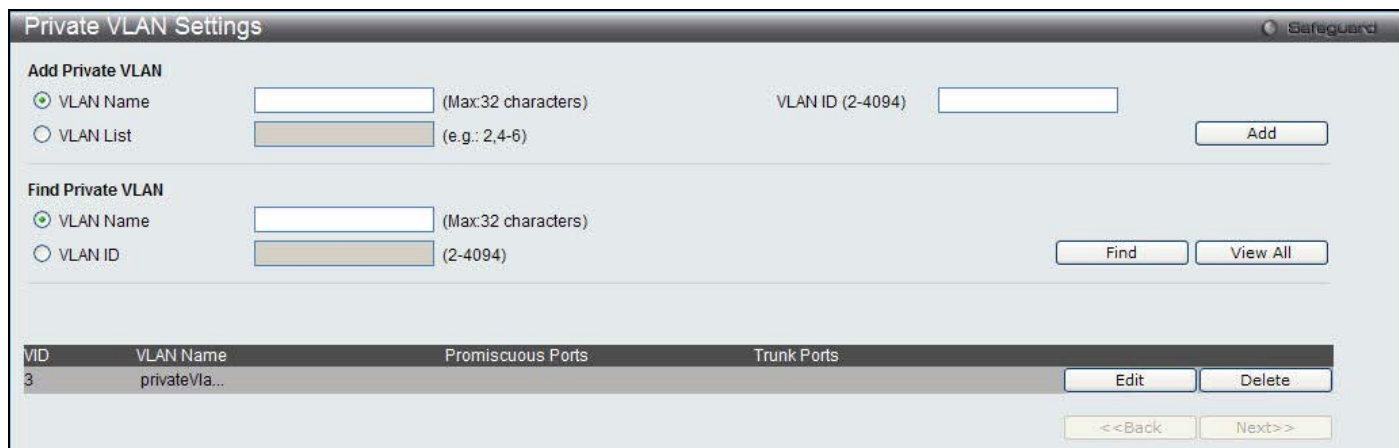 Private VLAN Settings
Safeguard
Add Private VLAN
VLAN Name (Max:32 characters) VLAN ID (2-4094)
VLAN List (e.g.: 2,4-6) Add
Find Private VLAN
VLAN Name (Max:32 characters)
VLAN ID (2-4094) Find View All
VID VLAN Name Promiscuous Ports Trunk Ports
3 privateVla... Edit Delete
<<Back Next>>